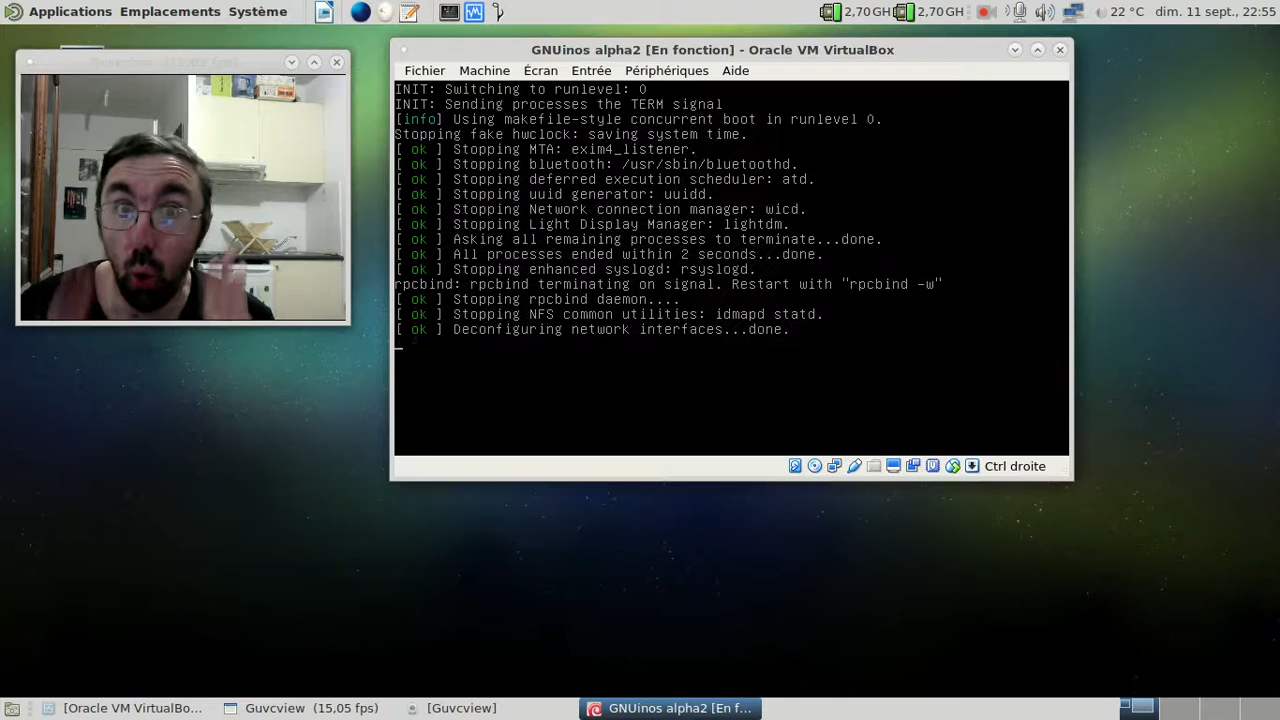 Applications Emplacements Système
2,70 GH 2,70 GH 22 °C dim. 11 sept., 22:55
GNUinos alpha2 [En fonction] - Oracle VM VirtualBox
Fichier Machine Écran Entrée Périphériques Aide
INIT: Switching to runlevel: 0
INIT: Sending processes the TERM signal
[info] Using makefile-style concurrent boot in runlevel 0.
Stopping fake hwclock: saving system time.
[ ok ] Stopping MTA: exim4_listener.
[ ok ] Stopping bluetooth: /usr/sbin/bluetoothd.
[ ok ] Stopping deferred execution scheduler: atd.
[ ok ] Stopping uuid generator: uuidd.
[ ok ] Stopping Network connection manager: wicd.
[ ok ] Stopping Light Display Manager: lightdm.
[ ok ] Asking all remaining processes to terminate...done.
[ ok ] All processes ended within 2 seconds...done.
[ ok ] Stopping enhanced syslogd: rsyslogd.
rpcbind: rpcbind terminating on signal. Restart with "rpcbind -w"
[ ok ] Stopping rpcbind daemon....
[ ok ] Stopping NFS common utilities: idmapd statd.
[ ok ] Deconfiguring network interfaces...done.
Ctrl droite
[Oracle VM VirtualBo... Guvcview (15,05 fps) [Guvcview] GNUinos alpha2 [En f...